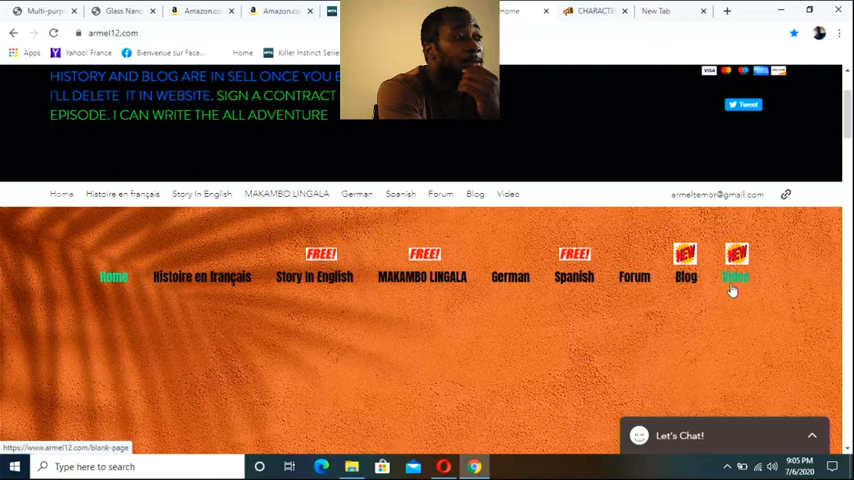 Multi-purp
Glass Nano
Amazon.co
Amazon.co
Home
CHARACTE
New Tab
armel12.com
Apps
Yahoo! France
Bienvenue sur Face...
Home
Killer Instinct Serie
HISTORY AND BLOG ARE IN SELL ONCE YOU B
I'LL DELETE IT IN WEBSITE. SIGN A CONTRACT
EPISODE. I CAN WRITE THE ALL ADVENTURE
VISA
Tweet
Home Histoire en français Story In English MAKAMBO LINGALA German Spanish Forum Blog Video armeltemor@gmail.com
FREE! FREE! FREE! NEW NEW
Home Histoire en français Story In English MAKAMBO LINGALA German Spanish Forum Blog Video
Let's Chat!
https://www.armel12.com/blank-page
Type here to search
9:05 PM
7/6/2020